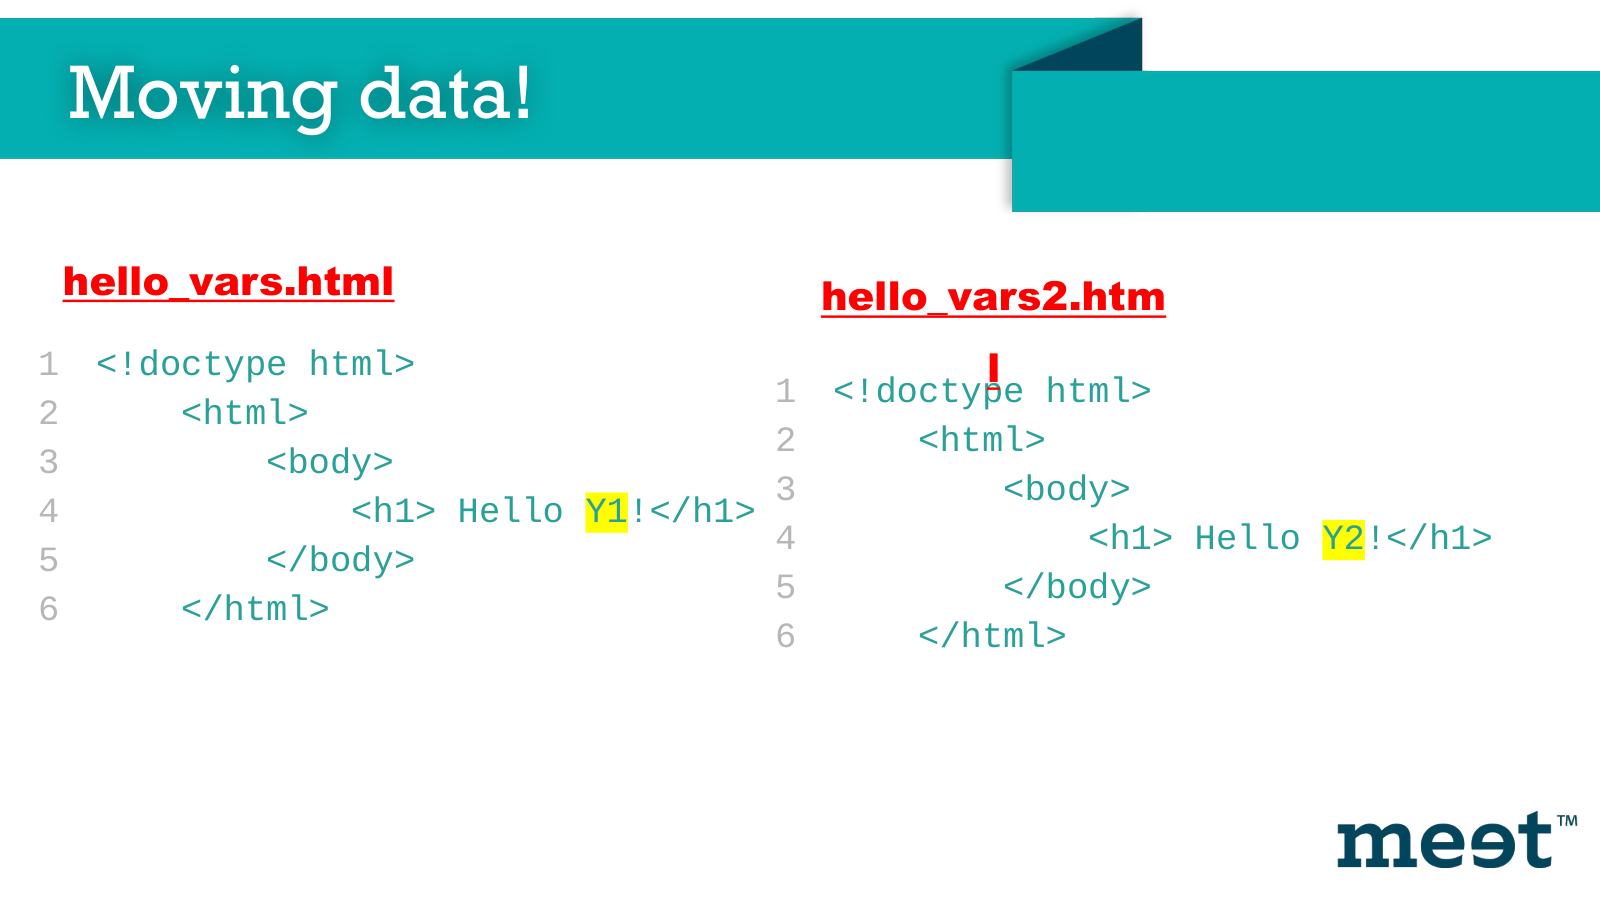 Moving data!
hello_vars.html
1 <!doctype html>
2     <html>
3         <body>
4             <h1> Hello Y1!</h1>
5         </body>
6     </html>
hello_vars2.htm
l
1 <!doctype html>
2     <html>
3         <body>
4             <h1> Hello Y2!</h1>
5         </body>
6     </html>
meet™